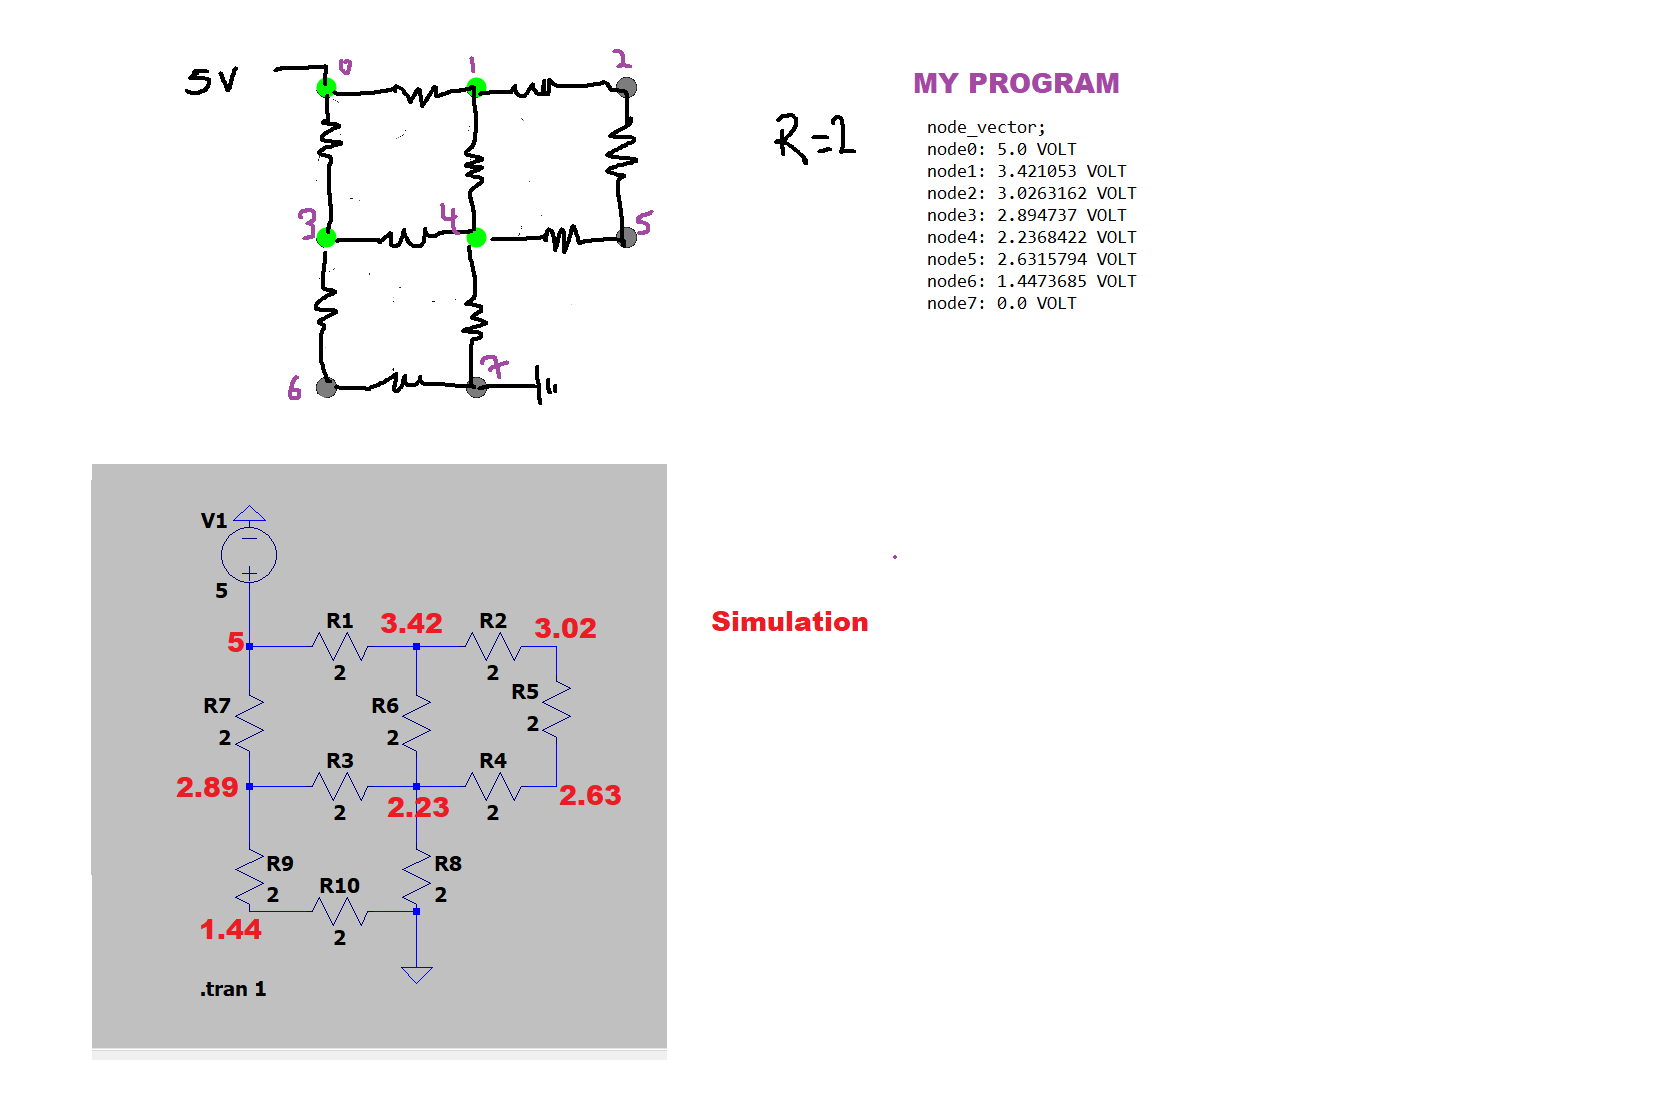 5V
0
1
2
3
4
5
6
7
R=2
MY PROGRAM
node_vector;
node0: 5.0 VOLT
node1: 3.421053 VOLT
node2: 3.0263162 VOLT
node3: 2.894737 VOLT
node4: 2.2368422 VOLT
node5: 2.6315794 VOLT
node6: 1.4473685 VOLT
node7: 0.0 VOLT
V1
5
5
R1
2
3.42
R2
2
3.02
R7
2
R6
2
R5
2
2.89
R3
2
2.23
R4
2
2.63
R9
2
R10
2
R8
2
1.44
.tran 1
Simulation